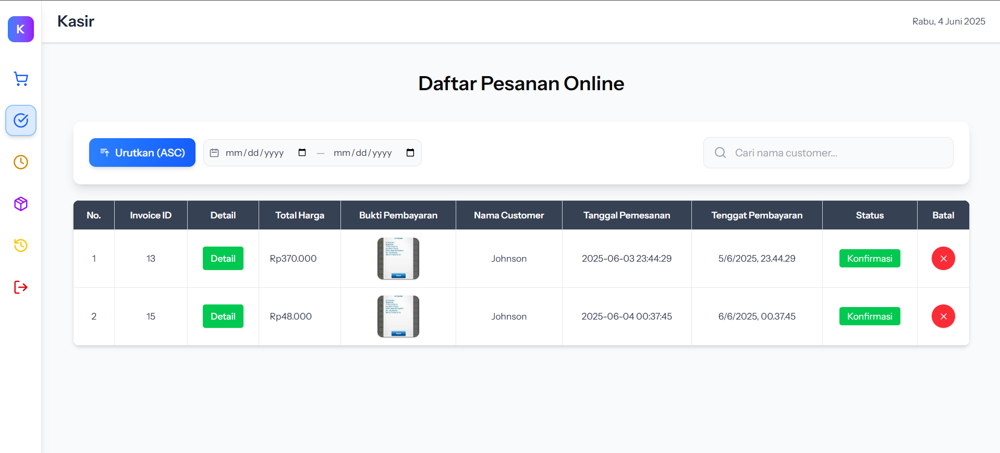 K
Kasir
Rabu, 4 Juni 2025
Daftar Pesanan Online
Urutkan (ASC)
mm/dd/yyyy — mm/dd/yyyy
Cari nama customer...
No. Invoice ID Detail Total Harga Bukti Pembayaran Nama Customer Tanggal Pemesanan Tenggat Pembayaran Status Batal
1 13 Detail Rp370.000 Johnson 2025-06-03 23:44:29 5/6/2025, 23.44.29 Konfirmasi
2 15 Detail Rp48.000 Johnson 2025-06-04 00:37:45 6/6/2025, 00.37.45 Konfirmasi